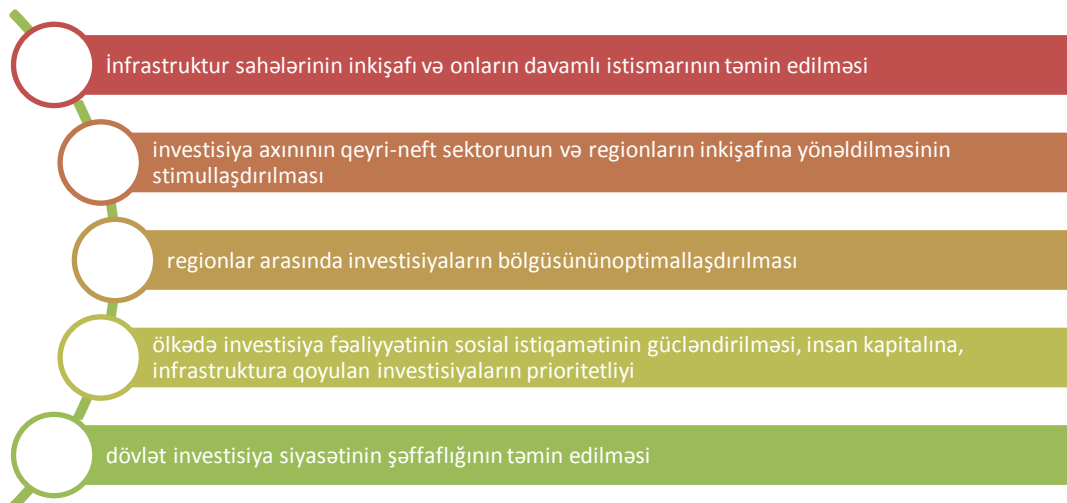 İnfrastruktur sahələrinin inkişafı və onların davamlı istismarının təmin edilməsi
investisiya axınının qeyri-neft sektorunun və regionların inkişafına yönəldilməsinin
stimullaşdırılması
regionlar arasında investisiyaların bölgüsününoptimallaşdırılması
ölkədə investisiya fəaliyyətinin sosial istiqamətinin gücləndirilməsi, insan kapitalına,
infrastruktura qoyulan investisiyaların prioritetliyi
dövlət investisiya siyasətinin şəffaflığının təmin edilməsi